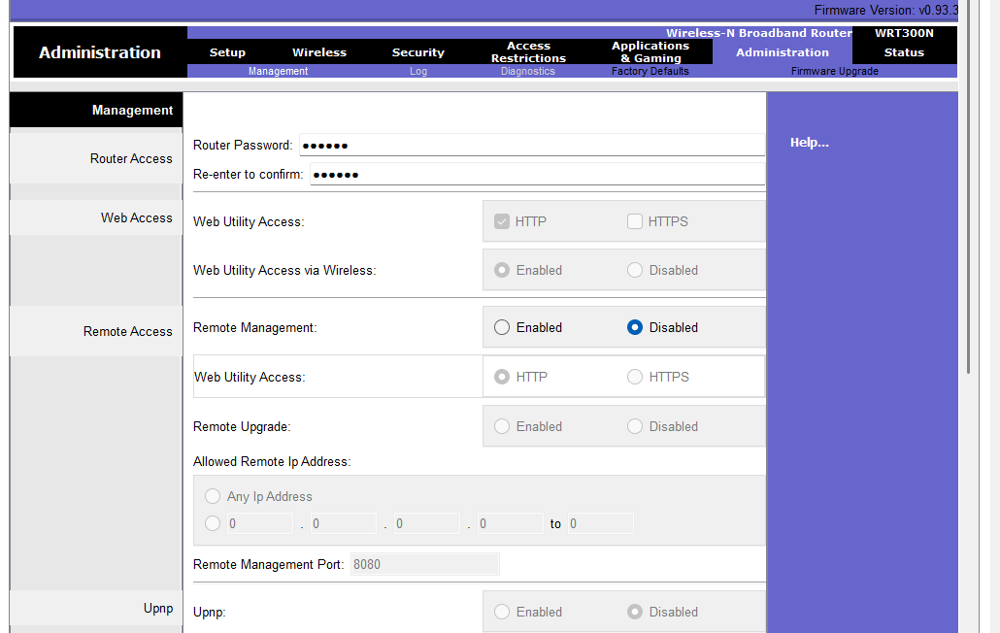 Firmware Version: v0.93.3
Wireless-N Broadband Router WRT300N
Administration
Setup Wireless Security Access Restrictions Applications & Gaming Administration Status
Management Log Diagnostics Factory Defaults Firmware Upgrade
Management
Help...
Router Access
Router Password: ●●●●●●
Re-enter to confirm: ●●●●●●
Web Access
Web Utility Access: HTTP HTTPS
Web Utility Access via Wireless: Enabled Disabled
Remote Access
Remote Management: Enabled Disabled
Web Utility Access: HTTP HTTPS
Remote Upgrade: Enabled Disabled
Allowed Remote Ip Address:
Any Ip Address
0 . 0 . 0 . 0 to 0
Remote Management Port: 8080
Upnp
Upnp: Enabled Disabled